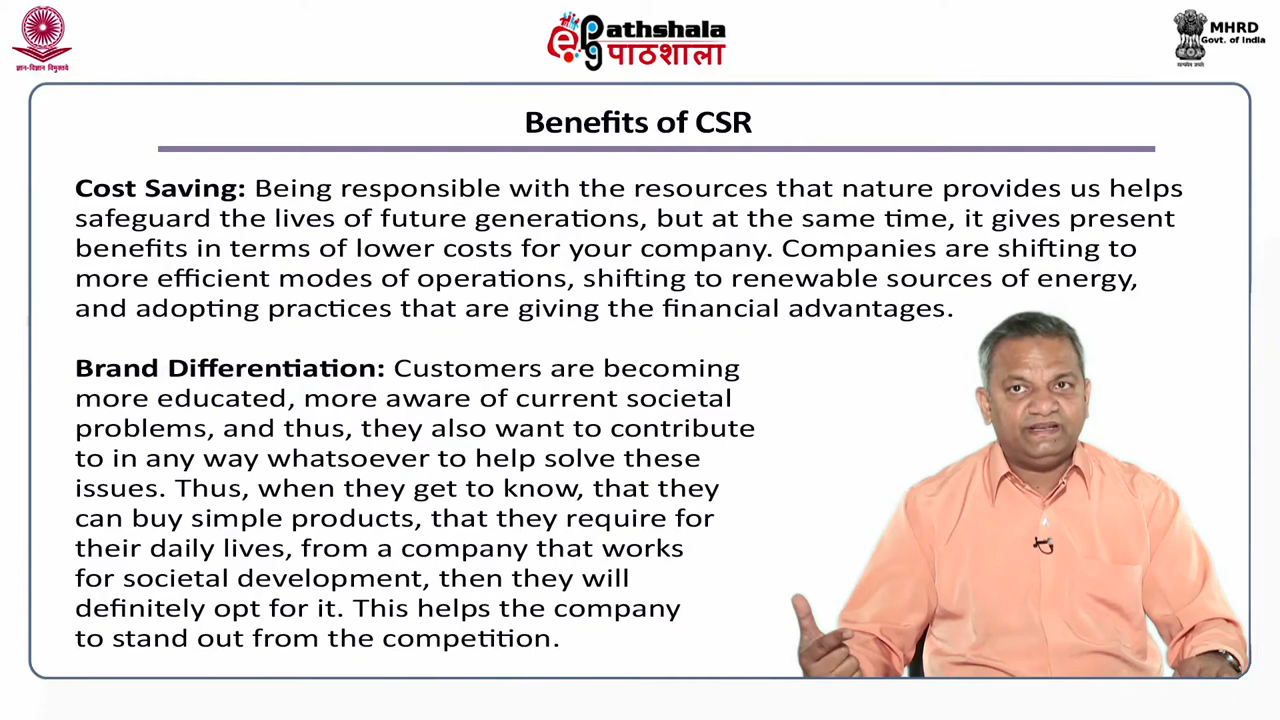 ज्ञान-विज्ञान विमुक्तये
epg Pathshala
पाठशाला
MHRD
Govt. of India
सत्यमेव जयते
Benefits of CSR
Cost Saving: Being responsible with the resources that nature provides us helps
safeguard the lives of future generations, but at the same time, it gives present
benefits in terms of lower costs for your company. Companies are shifting to
more efficient modes of operations, shifting to renewable sources of energy,
and adopting practices that are giving the financial advantages.
Brand Differentiation: Customers are becoming
more educated, more aware of current societal
problems, and thus, they also want to contribute
to in any way whatsoever to help solve these
issues. Thus, when they get to know, that they
can buy simple products, that they require for
their daily lives, from a company that works
for societal development, then they will
definitely opt for it. This helps the company
to stand out from the competition.